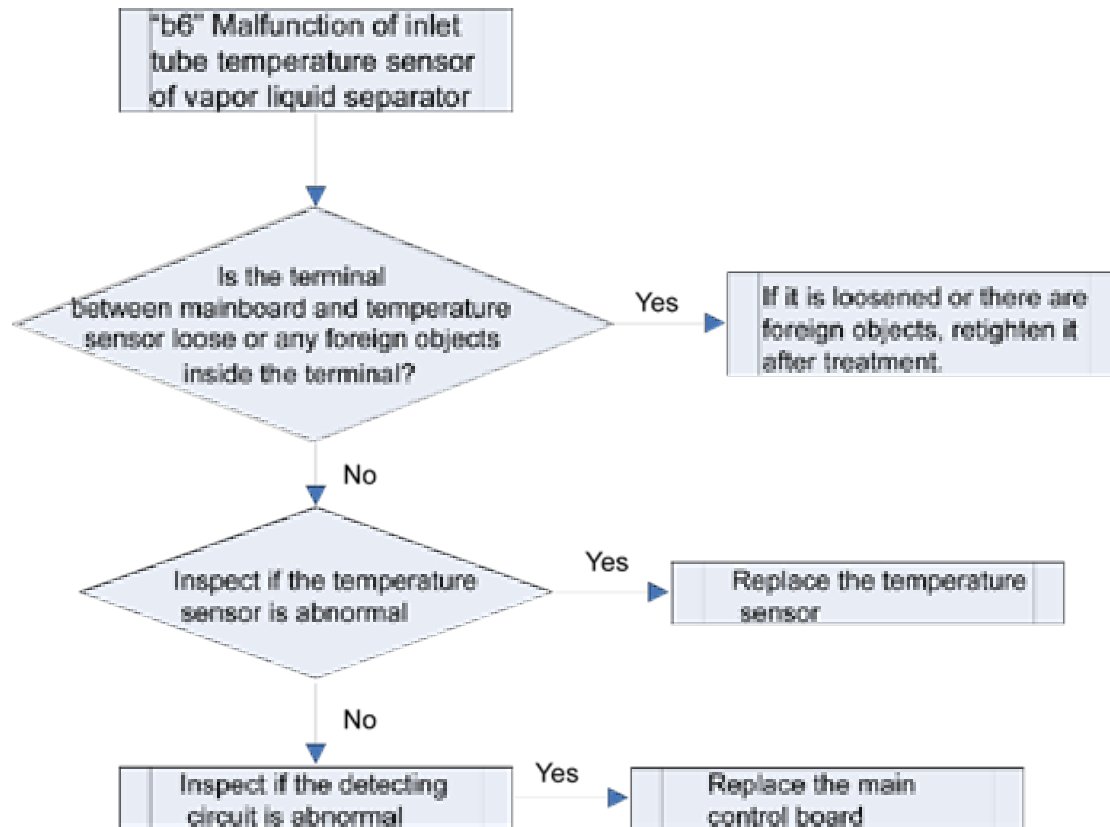 "b6" Malfunction of inlet
tube temperature sensor
of vapor liquid separator
Is the terminal
between mainboard and temperature
sensor loose or any foreign objects
inside the terminal?
Yes
If it is loosened or there are
foreign objects, retighten it
after treatment.
No
Inspect if the temperature
sensor is abnormal
Yes
Replace the temperature
sensor
No
Inspect if the detecting
circuit is abnormal
Yes
Replace the main
control board